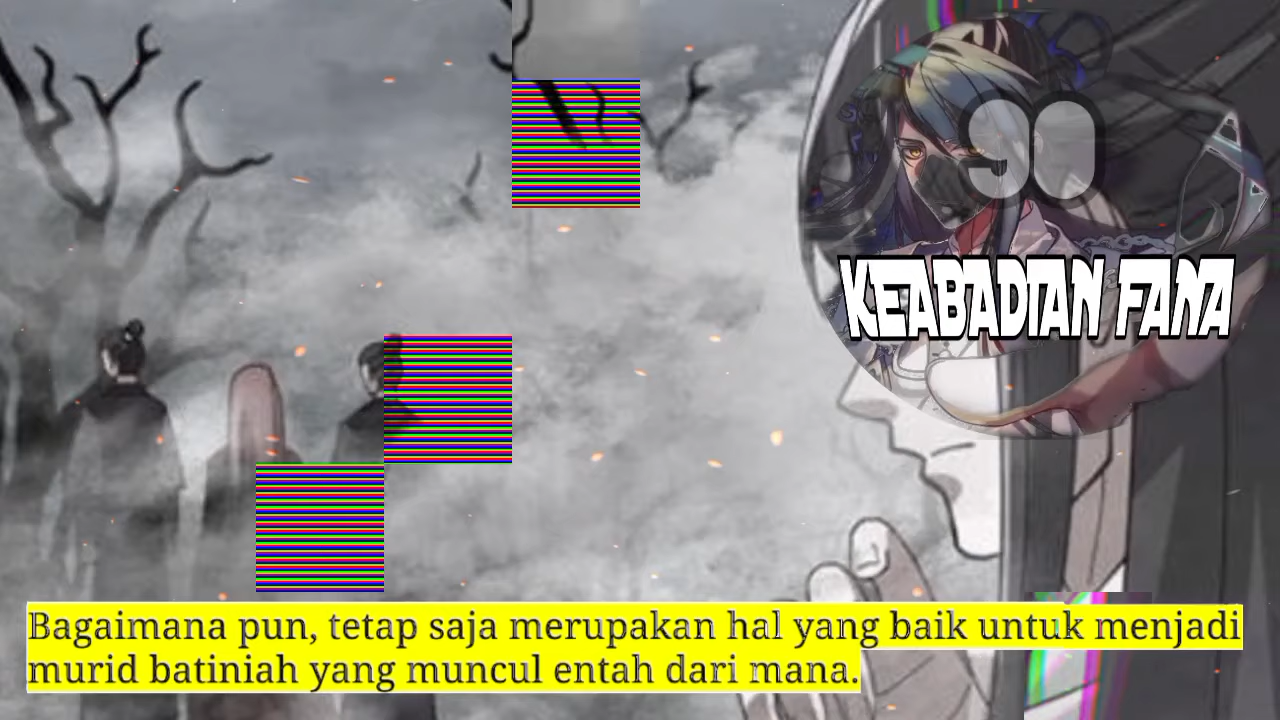 90
KEABADIAN FANA
Bagaimana pun, tetap saja merupakan hal yang baik untuk menjadi
murid batiniah yang muncul entah dari mana.